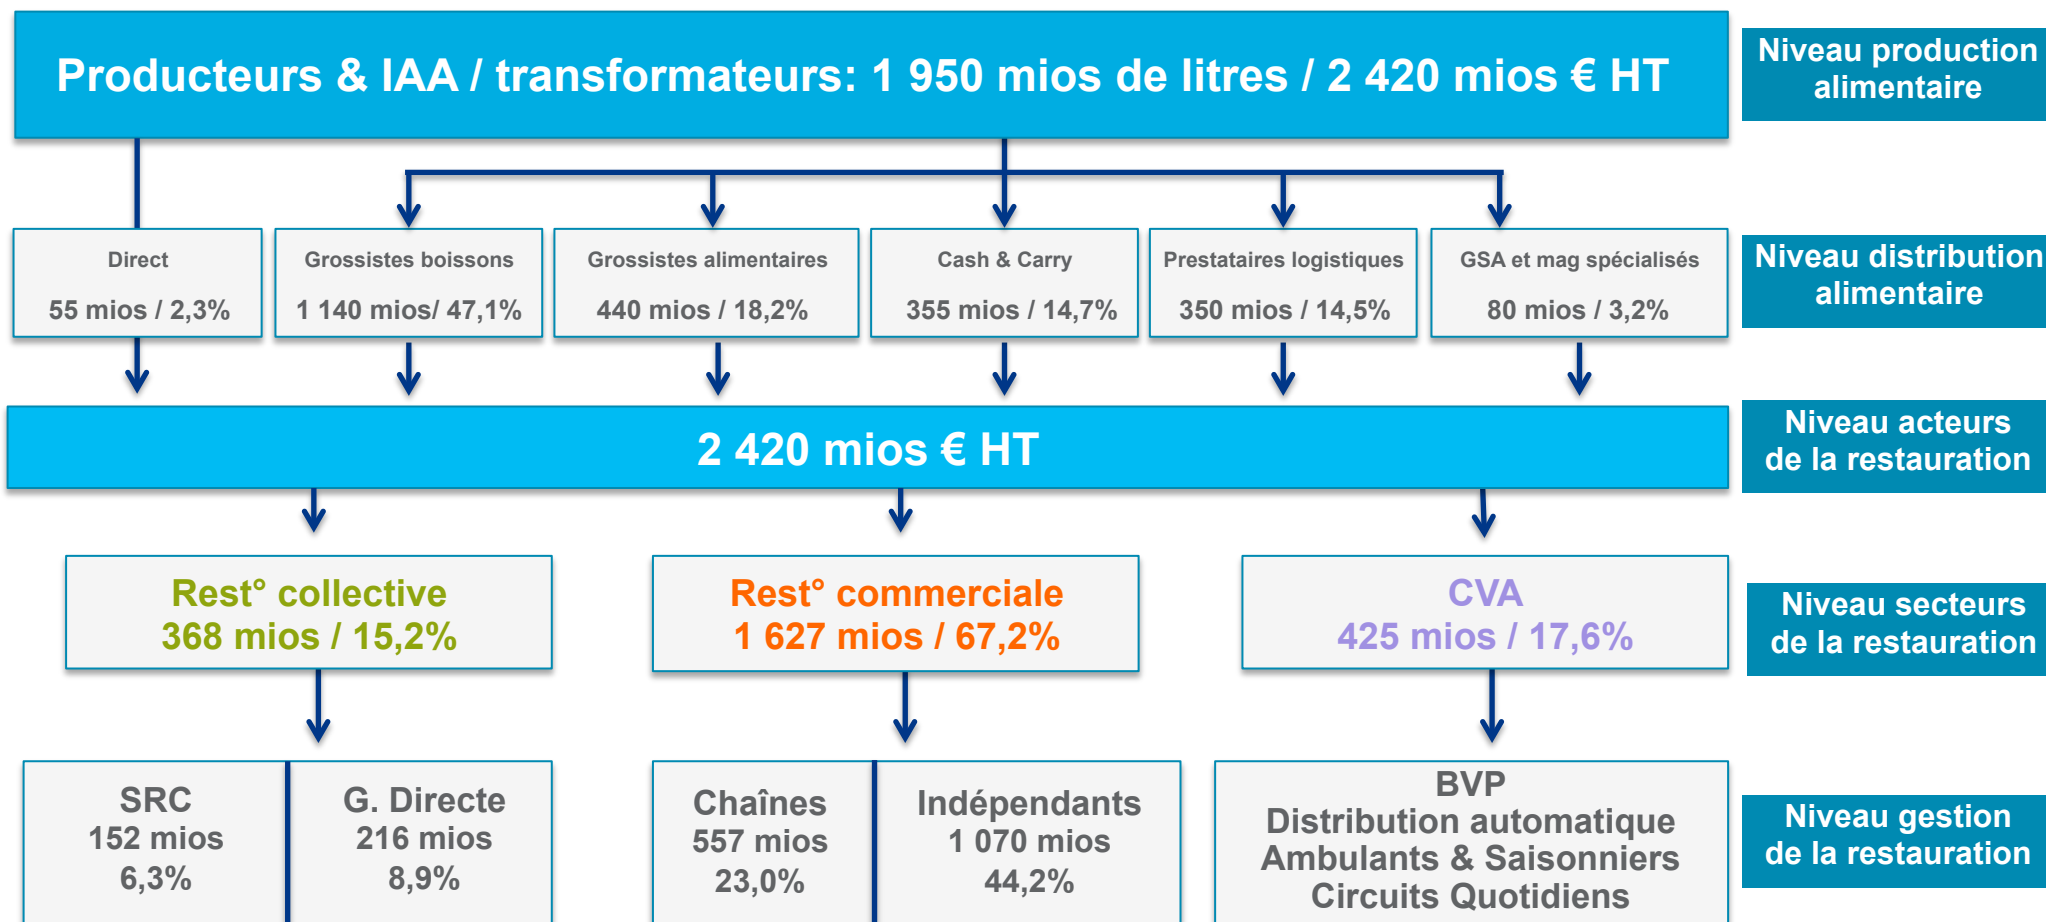 Producteurs & IAA / transformateurs: 1 950 mios de litres / 2 420 mios € HT
Niveau production
alimentaire
Direct
55 mios / 2,3%
Grossistes boissons
1 140 mios/ 47,1%
Grossistes alimentaires
440 mios / 18,2%
Cash & Carry
355 mios / 14,7%
Prestataires logistiques
350 mios / 14,5%
GSA et mag spécialisés
80 mios / 3,2%
Niveau distribution
alimentaire
2 420 mios € HT
Niveau acteurs
de la restauration
Rest° collective
368 mios / 15,2%
Rest° commerciale
1 627 mios / 67,2%
CVA
425 mios / 17,6%
Niveau secteurs
de la restauration
SRC
152 mios
6,3%
G. Directe
216 mios
8,9%
Chaînes
557 mios
23,0%
Indépendants
1 070 mios
44,2%
BVP
Distribution automatique
Ambulants & Saisonniers
Circuits Quotidiens
Niveau gestion
de la restauration